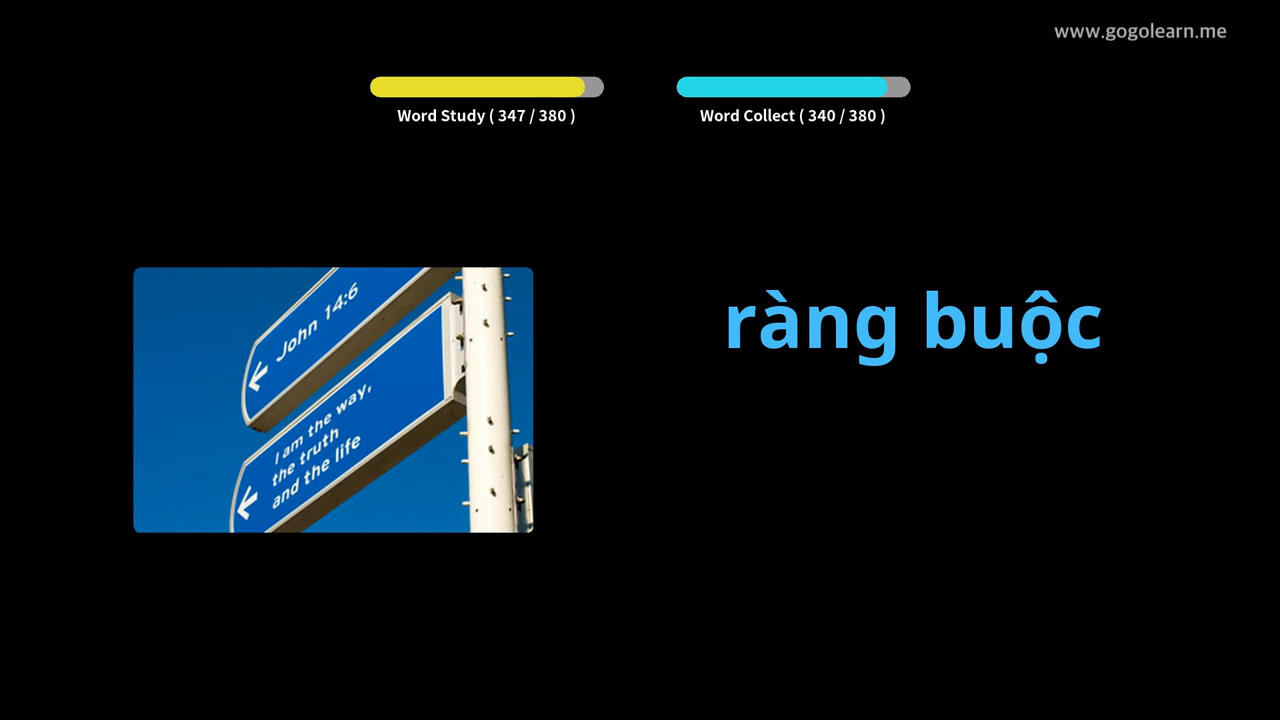 www.gogolearn.me
Word Study ( 347 / 380 )
Word Collect ( 340 / 380 )
John 14:6
I am the way,
the truth
and the life
ràng buộc